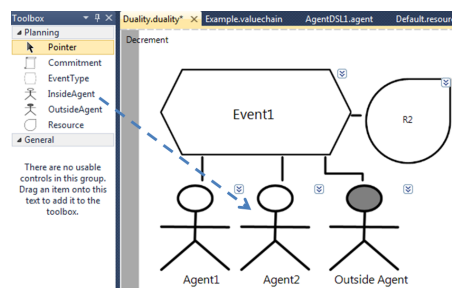 Toolbox
Duality.duality*
Example.valuechain
AgentDSL1.agent
Default.resour
Planning
Pointer
Commitment
EventType
InsideAgent
OutsideAgent
Resource
General
There are no usable
controls in this group.
Drag an item onto this
text to add it to the
toolbox.
Decrement
Event1
R2
Agent1
Agent2
Outside Agent